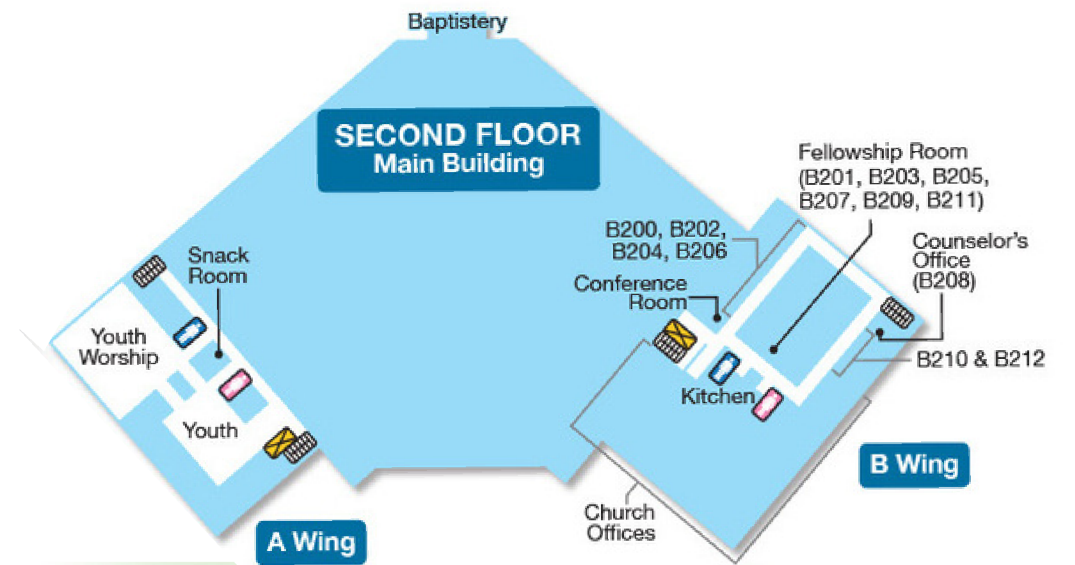 Baptistery
SECOND FLOOR
Main Building
Fellowship Room
(B201, B203, B205,
B207, B209, B211)
B200, B202,
B204, B206
Counselor's
Office
(B208)
Snack
Room
Conference
Room
Youth
Worship
B210 & B212
Kitchen
Youth
B Wing
Church
Offices
A Wing